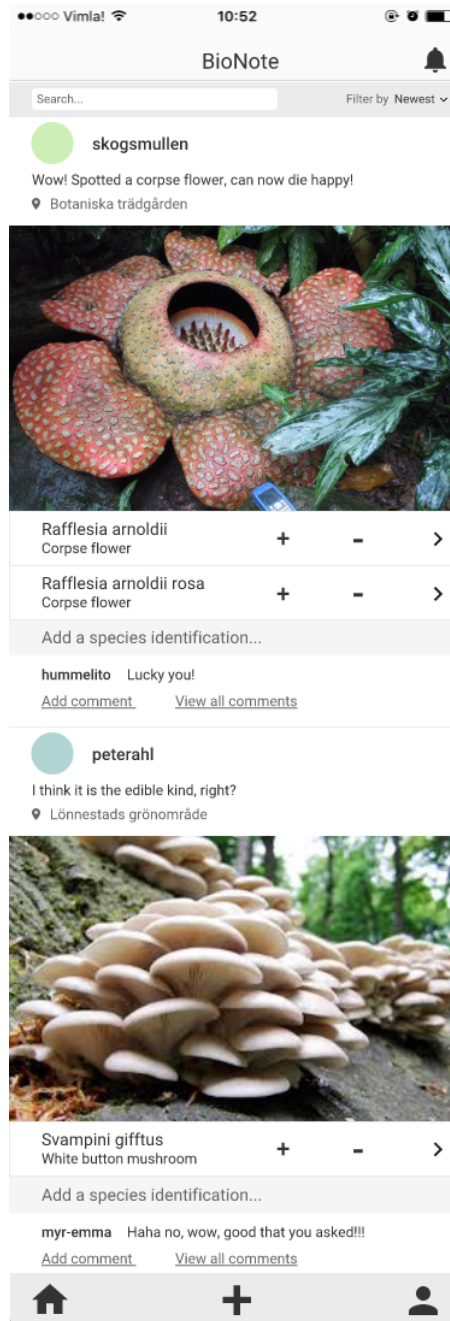 ●●○○○ Vimla! 10:52
BioNote
Search... Filter by Newest
skogsmullen
Wow! Spotted a corpse flower, can now die happy!
Botaniska trädgården
Rafflesia arnoldii
Corpse flower
+ -
Rafflesia arnoldii rosa
Corpse flower
+ -
Add a species identification...
hummelito Lucky you!
Add comment View all comments
peterahl
I think it is the edible kind, right?
Lönnestads grönområde
Svampini gifftus
White button mushroom
+ -
Add a species identification...
myr-emma Haha no, wow, good that you asked!!!
Add comment View all comments